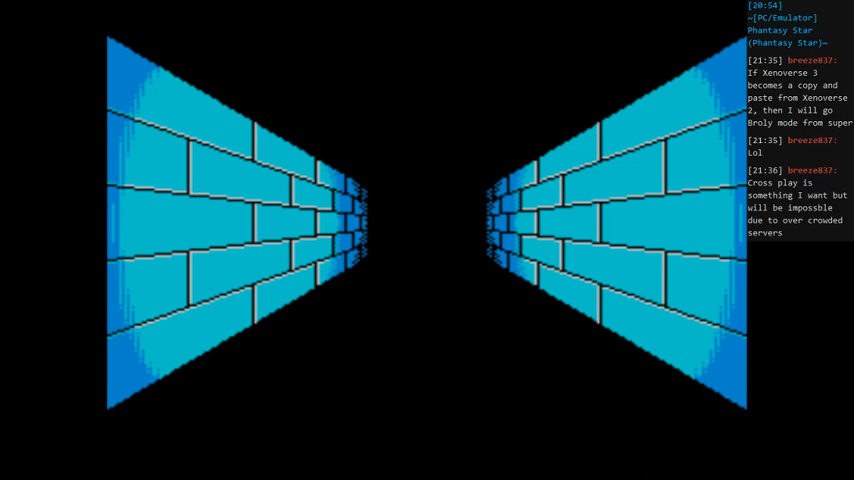 [20:54]
~[PC/Emulator]
Phantasy Star
(Phantasy Star)~
[21:35] breeze837:
If Xenoverse 3
becomes a copy and
paste from Xenoverse
2, then I will go
Broly mode from super
[21:35] breeze837:
Lol
[21:36] breeze837:
Cross play is
something I want but
will be impossble
due to over crowded
servers